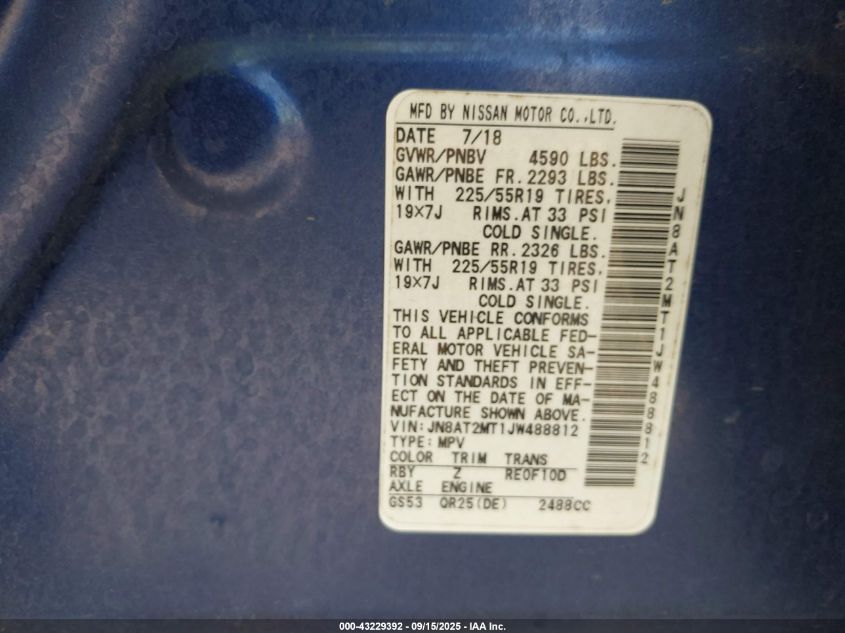 MFD BY NISSAN MOTOR CO.,LTD.
DATE 7/18
GVWR/PNBV 4590 LBS.
GAWR/PNBE FR. 2293 LBS.
WITH 225/55R19 TIRES,
19×7J RIMS.AT 33 PSI
COLD SINGLE.
GAWR/PNBE RR. 2326 LBS.
WITH 225/55R19 TIRES,
19×7J RIMS.AT 33 PSI
COLD SINGLE.
THIS VEHICLE CONFORMS
TO ALL APPLICABLE FED-
ERAL MOTOR VEHICLE SA-
FETY AND THEFT PREVEN-
TION STANDARDS IN EFF-
ECT ON THE DATE OF MA-
NUFACTURE SHOWN ABOVE.
VIN:JN8AT2MT1JW488812
TYPE:MPV
COLOR TRIM TRANS
RBY Z RE0F10D
AXLE ENGINE
GS53 QR25(DE) 2488CC
JN8AT2MT1JW488812
000-43229392 - 09/15/2025 - IAA Inc.